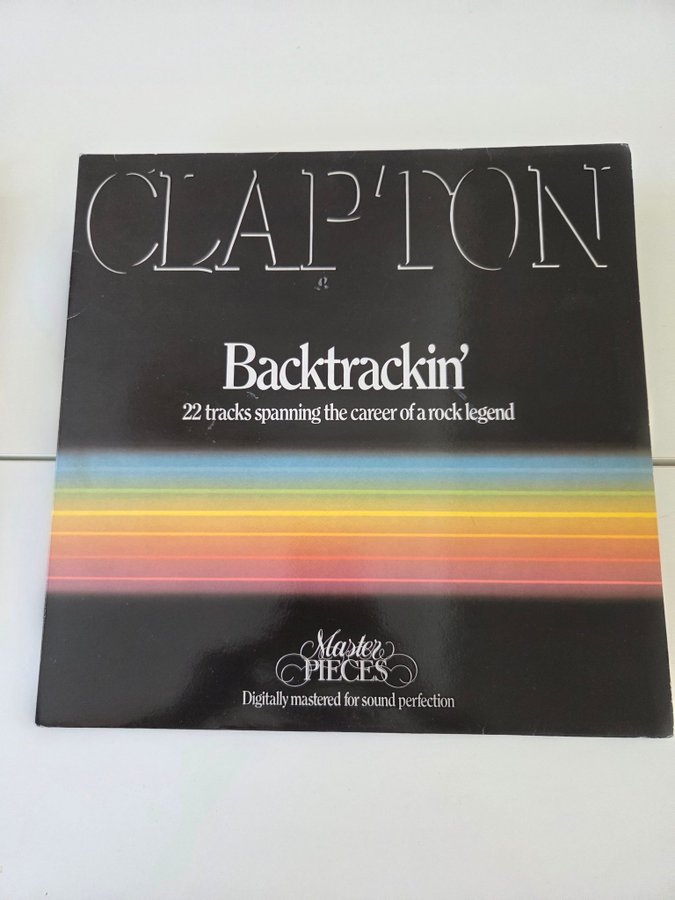 CLAPTON
Backtrackin'
22 tracks spanning the career of a rock legend
Master
PIECES
Digitally mastered for sound perfection